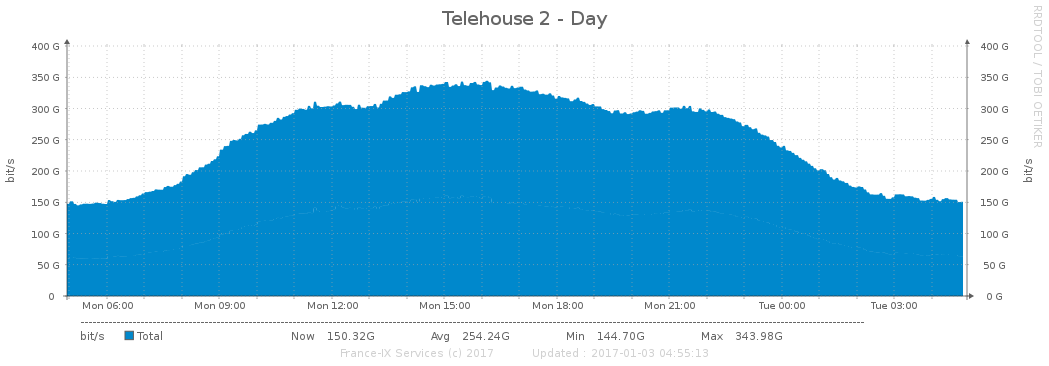 Telehouse 2 - Day
RRDTOOL / TOBI OETIKER
400 G 400 G
350 G 350 G
300 G 300 G
250 G 250 G
200 G 200 G
150 G 150 G
100 G 100 G
50 G 50 G
0 0 G
bit/s bit/s
Mon 06:00 Mon 09:00 Mon 12:00 Mon 15:00 Mon 18:00 Mon 21:00 Tue 00:00 Tue 03:00
bit/s Total Now 150.32G Avg 254.24G Min 144.70G Max 343.98G
France-IX Services (c) 2017 Updated : 2017-01-03 04:55:13